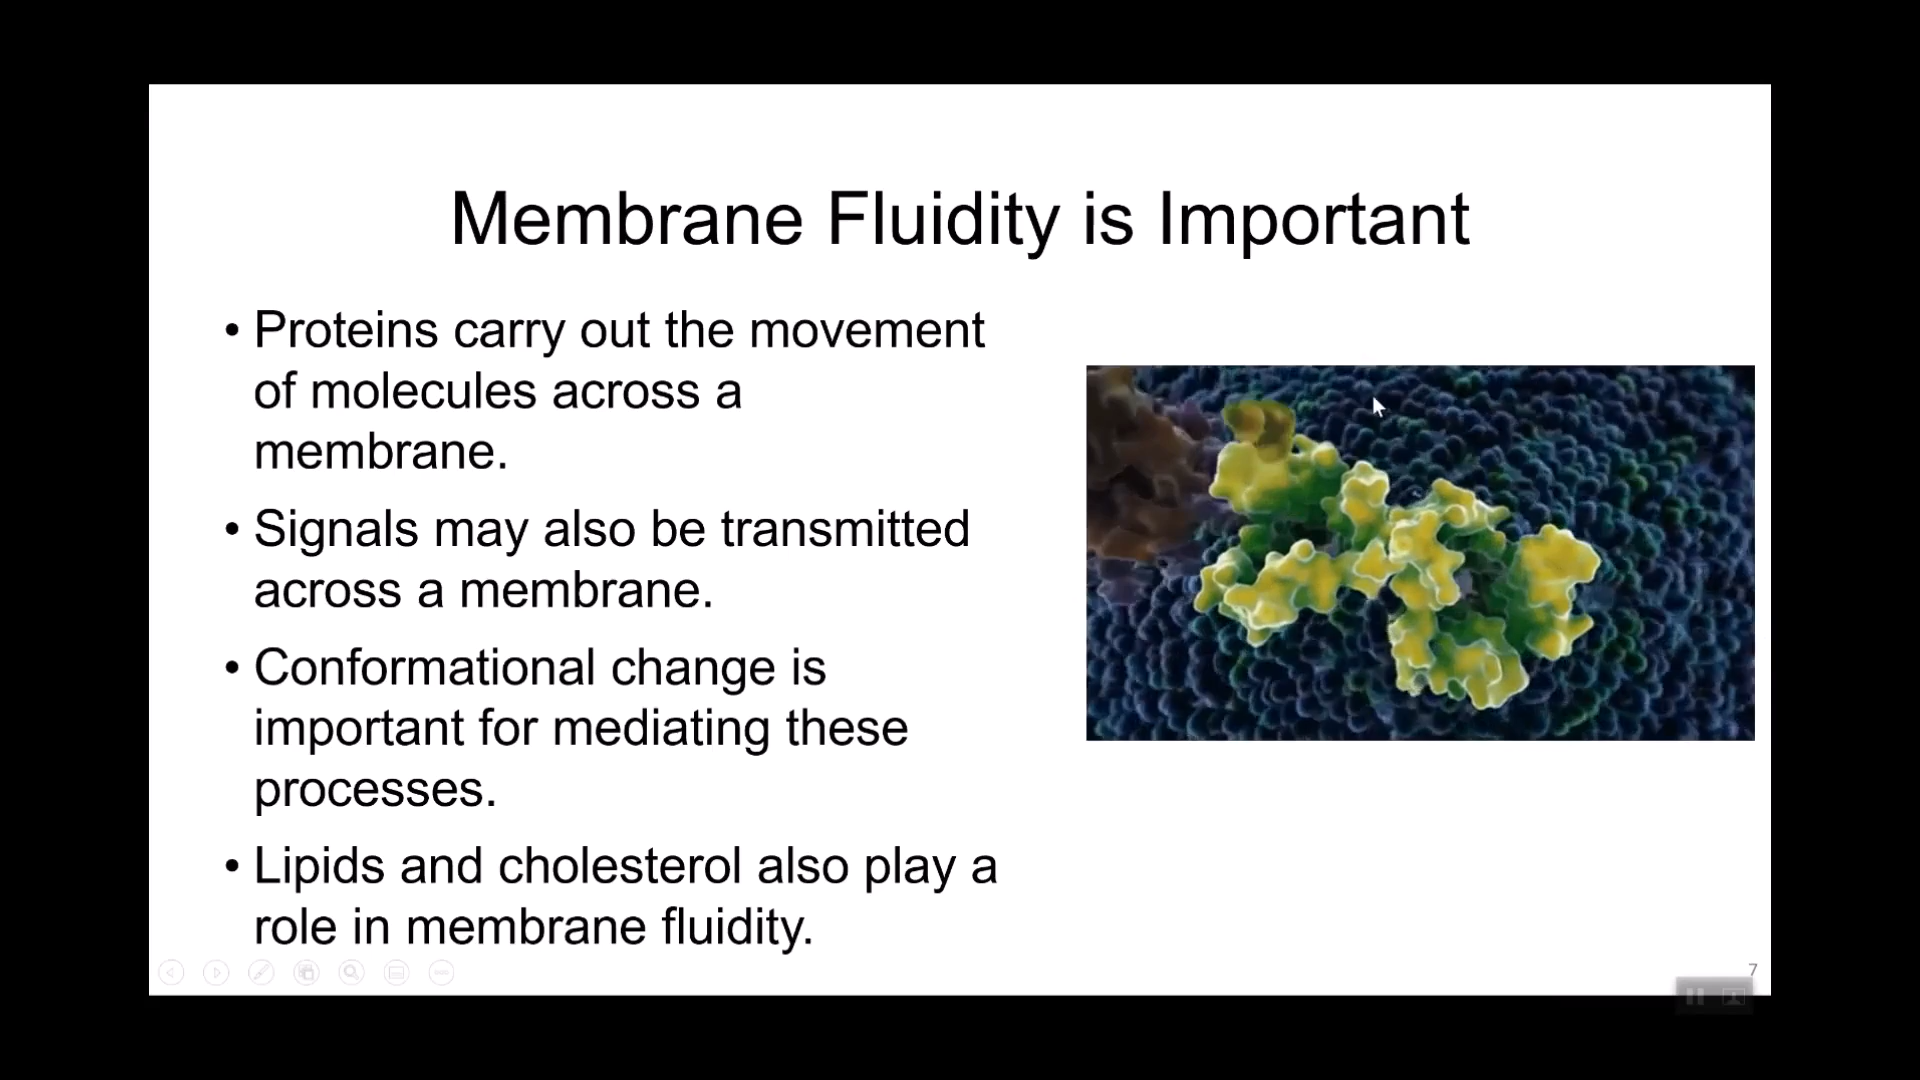 Membrane Fluidity is Important
• Proteins carry out the movement
of molecules across a
membrane.
• Signals may also be transmitted
across a membrane.
• Conformational change is
important for mediating these
processes.
• Lipids and cholesterol also play a
role in membrane fluidity.
7